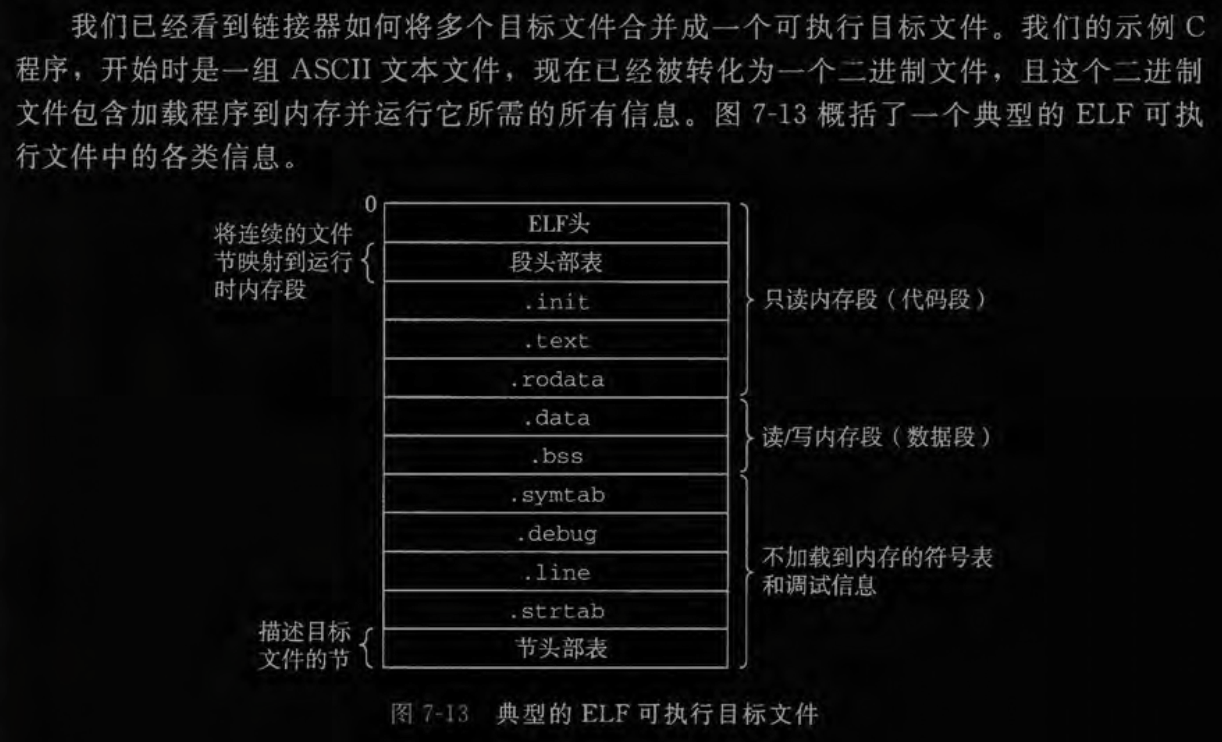 我们已经看到链接器如何将多个目标文件合并成一个可执行目标文件。我们的示例 C
程序，开始时是一组 ASCII 文本文件，现在已经被转化为一个二进制文件，且这个二进制
文件包含加载程序到内存并运行它所需的所有信息。图 7-13 概括了一个典型的 ELF 可执
行文件中的各类信息。
0
ELF头
将连续的文件
节映射到运行
时内存段
段头部表
.init
只读内存段（代码段）
.text
.rodata
.data
读/写内存段（数据段）
.bss
.symtab
.debug
不加载到内存的符号表
和调试信息
.line
.strtab
描述目标
文件的节
节头部表
图 7-13 典型的 ELF 可执行目标文件